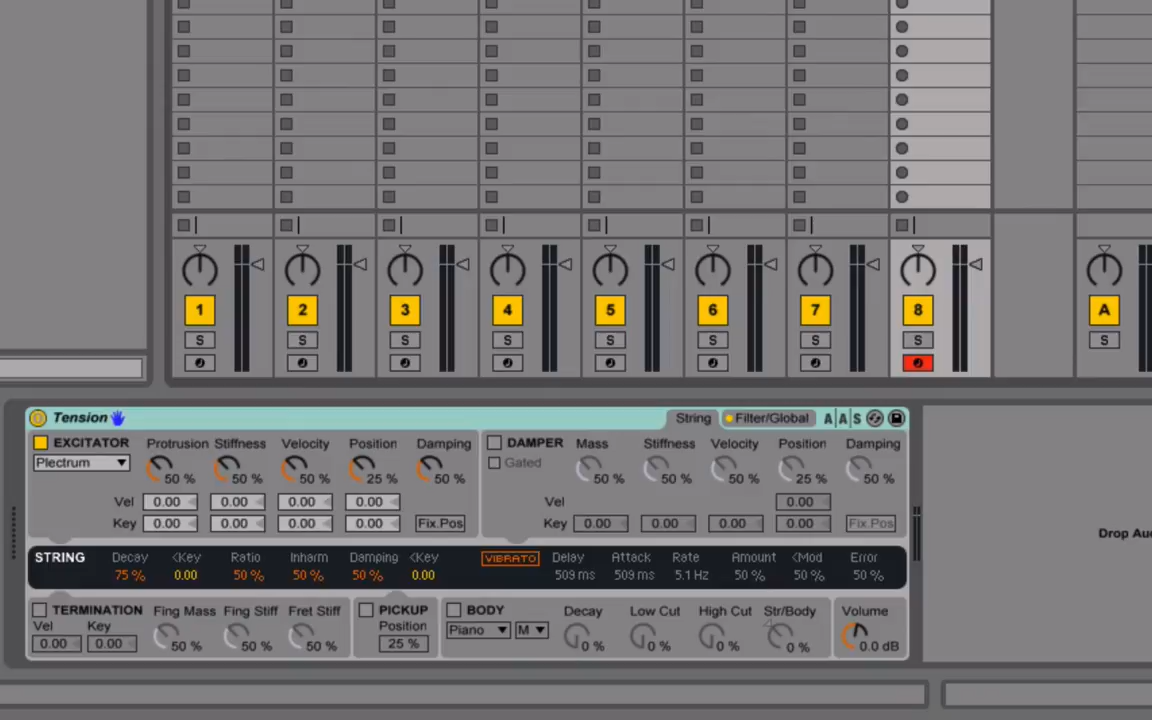 1 2 3 4 5 6 7 8 A
S S S S S S S S S
Tension String Filter/Global A|A|S
EXCITATOR Protrusion Stiffness Velocity Position Damping DAMPER Mass Stiffness Velocity Position Damping
Plectrum 50 % 50 % 50 % 25 % 50 % Gated 50 % 50 % 50 % 25 % 50 %
Vel 0.00 0.00 0.00 0.00 Vel 0.00
Key 0.00 0.00 0.00 0.00 Fix.Pos Key 0.00 0.00 0.00 0.00 Fix.Pos
STRING Decay <Key Ratio Inharm Damping <Key VIBRATO Delay Attack Rate Amount <Mod Error
75 % 0.00 50 % 50 % 50 % 0.00 509 ms 509 ms 5.1 Hz 50 % 50 % 50 %
TERMINATION Fing Mass Fing Stiff Fret Stiff PICKUP BODY Decay Low Cut High Cut Str/Body Volume
Vel Key Position Piano M
0.00 0.00 50 % 50 % 50 % 25 % 0 % 0 % 0 % 0 % 0.0 dB
Drop Au